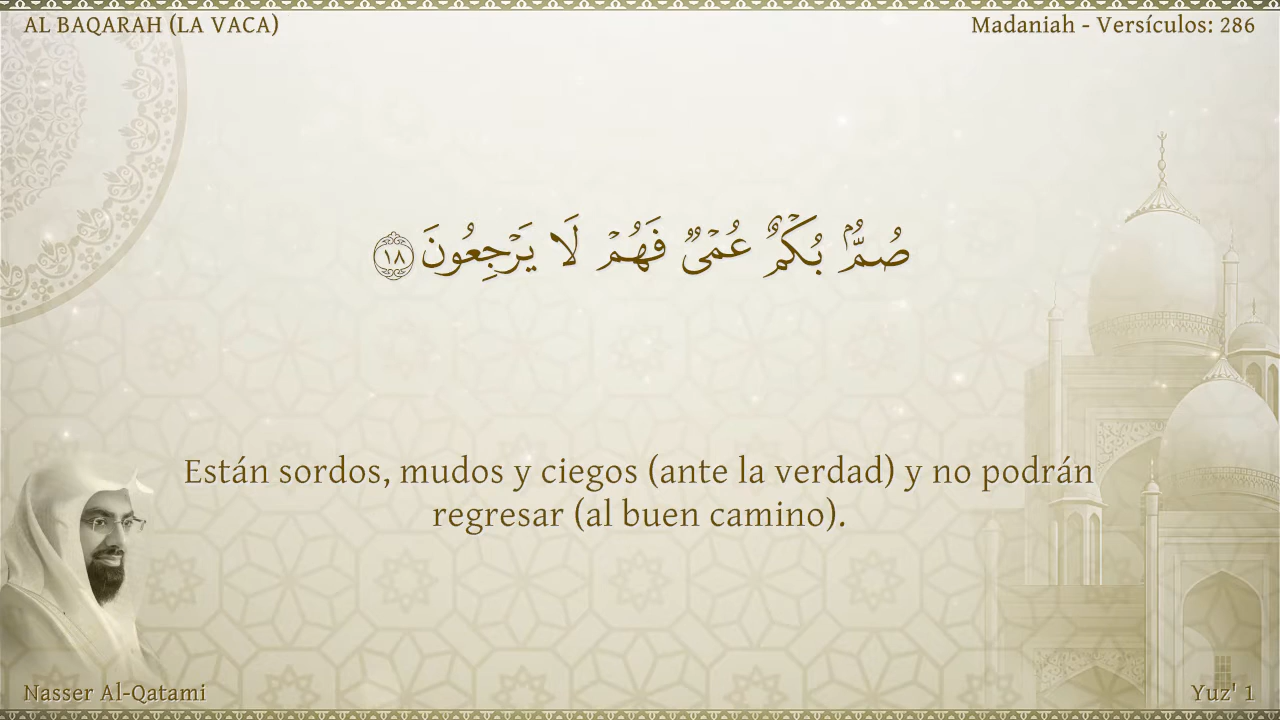 AL BAQARAH (LA VACA)
Madaniah - Versículos: 286
صُمُّۢ بُكْمٌ عُمْىٌۭ فَهُمْ لَا يَرْجِعُونَ ١٨
Están sordos, mudos y ciegos (ante la verdad) y no podrán
regresar (al buen camino).
Nasser Al-Qatami
Yuz' 1